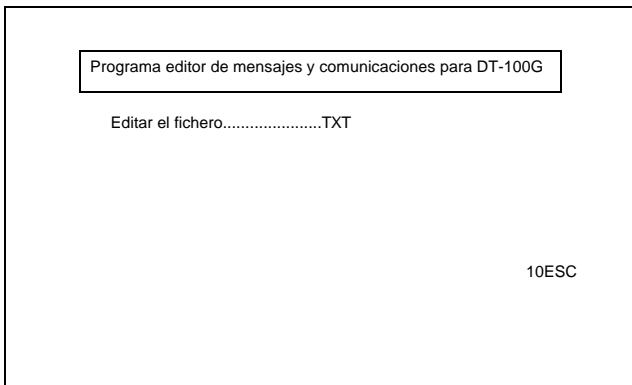 Programa editor de mensajes y comunicaciones para DT-100G
Editar el fichero......................TXT
10ESC